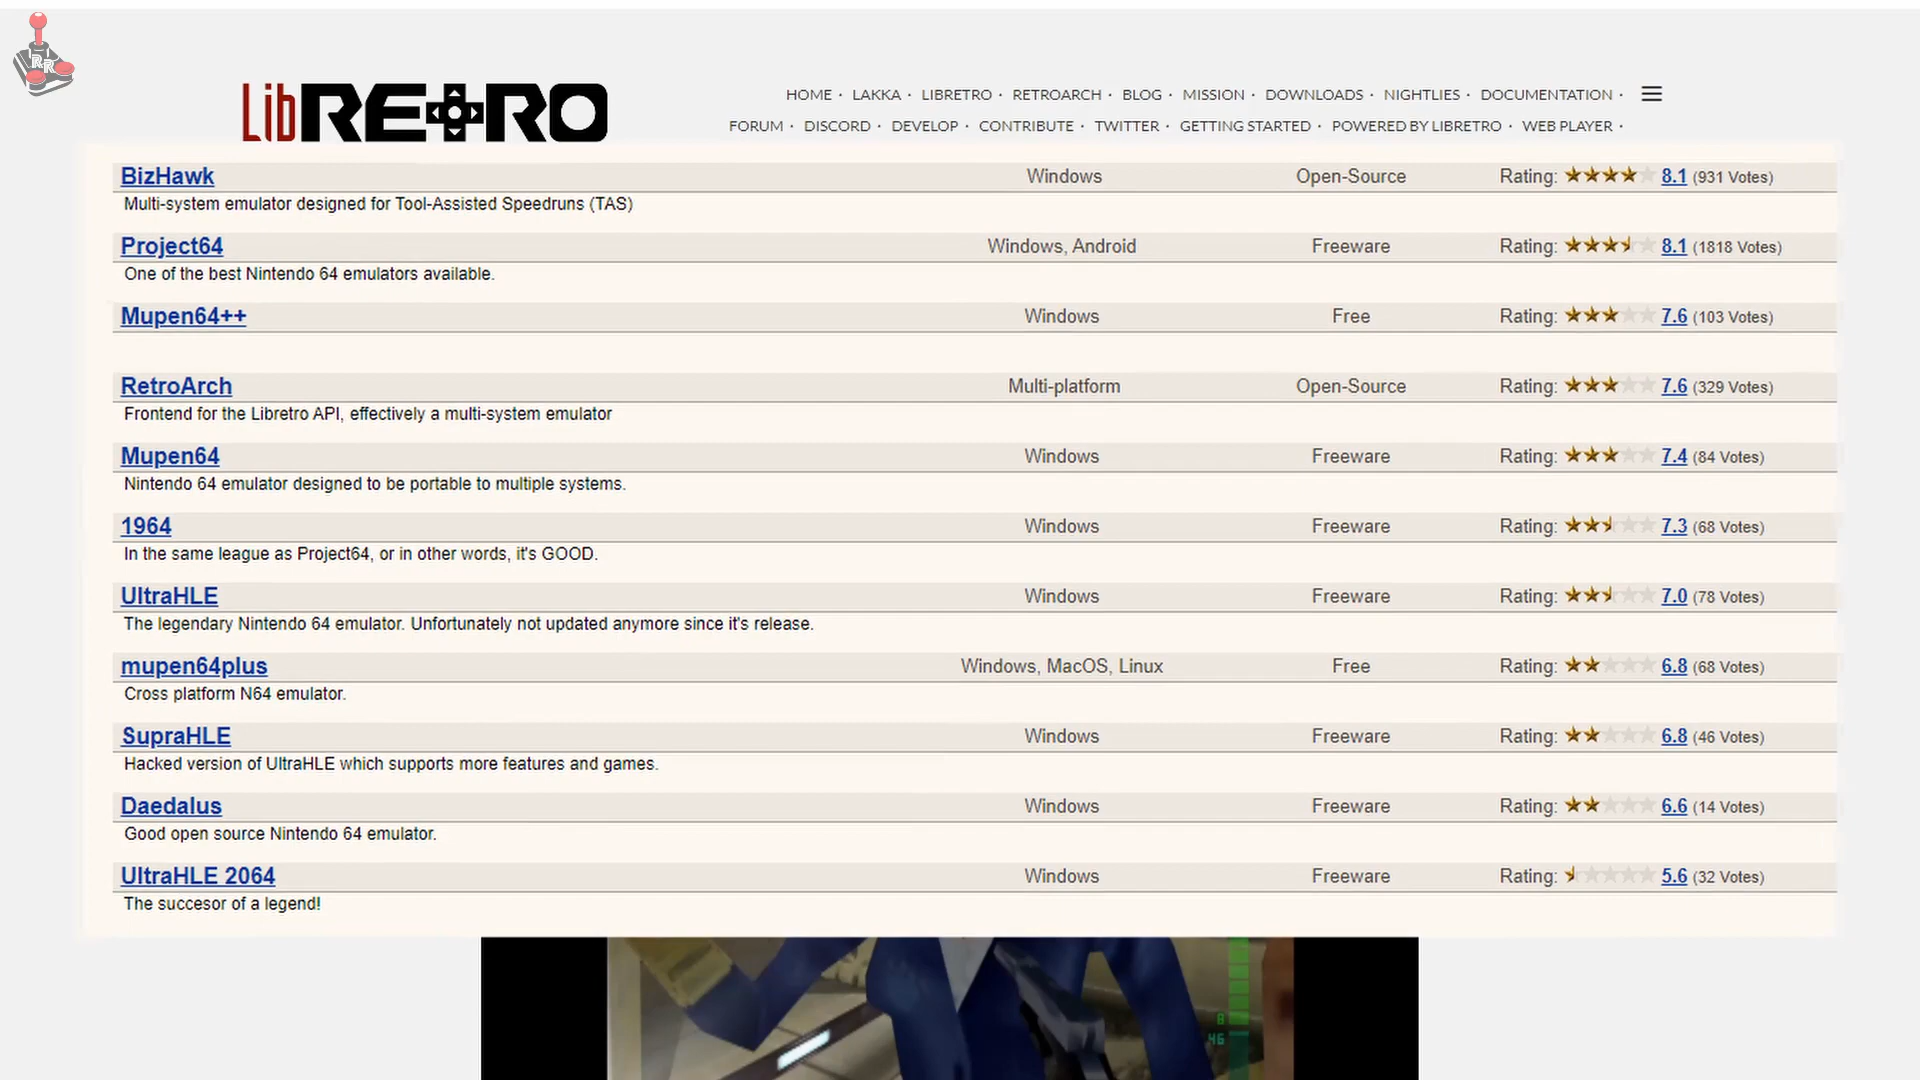 RR
LibRETRO
HOME · LAKKA · LIBRETRO · RETROARCH · BLOG · MISSION · DOWNLOADS · NIGHTLIES · DOCUMENTATION ·
FORUM · DISCORD · DEVELOP · CONTRIBUTE · TWITTER · GETTING STARTED · POWERED BY LIBRETRO · WEB PLAYER ·
BizHawk Windows Open-Source Rating: 8.1 (931 Votes)
Multi-system emulator designed for Tool-Assisted Speedruns (TAS)
Project64 Windows, Android Freeware Rating: 8.1 (1818 Votes)
One of the best Nintendo 64 emulators available.
Mupen64++ Windows Free Rating: 7.6 (103 Votes)
RetroArch Multi-platform Open-Source Rating: 7.6 (329 Votes)
Frontend for the Libretro API, effectively a multi-system emulator
Mupen64 Windows Freeware Rating: 7.4 (84 Votes)
Nintendo 64 emulator designed to be portable to multiple systems.
1964 Windows Freeware Rating: 7.3 (68 Votes)
In the same league as Project64, or in other words, it's GOOD.
UltraHLE Windows Freeware Rating: 7.0 (78 Votes)
The legendary Nintendo 64 emulator. Unfortunately not updated anymore since it's release.
mupen64plus Windows, MacOS, Linux Free Rating: 6.8 (68 Votes)
Cross platform N64 emulator.
SupraHLE Windows Freeware Rating: 6.8 (46 Votes)
Hacked version of UltraHLE which supports more features and games.
Daedalus Windows Freeware Rating: 6.6 (14 Votes)
Good open source Nintendo 64 emulator.
UltraHLE 2064 Windows Freeware Rating: 5.6 (32 Votes)
The succesor of a legend!
8
46